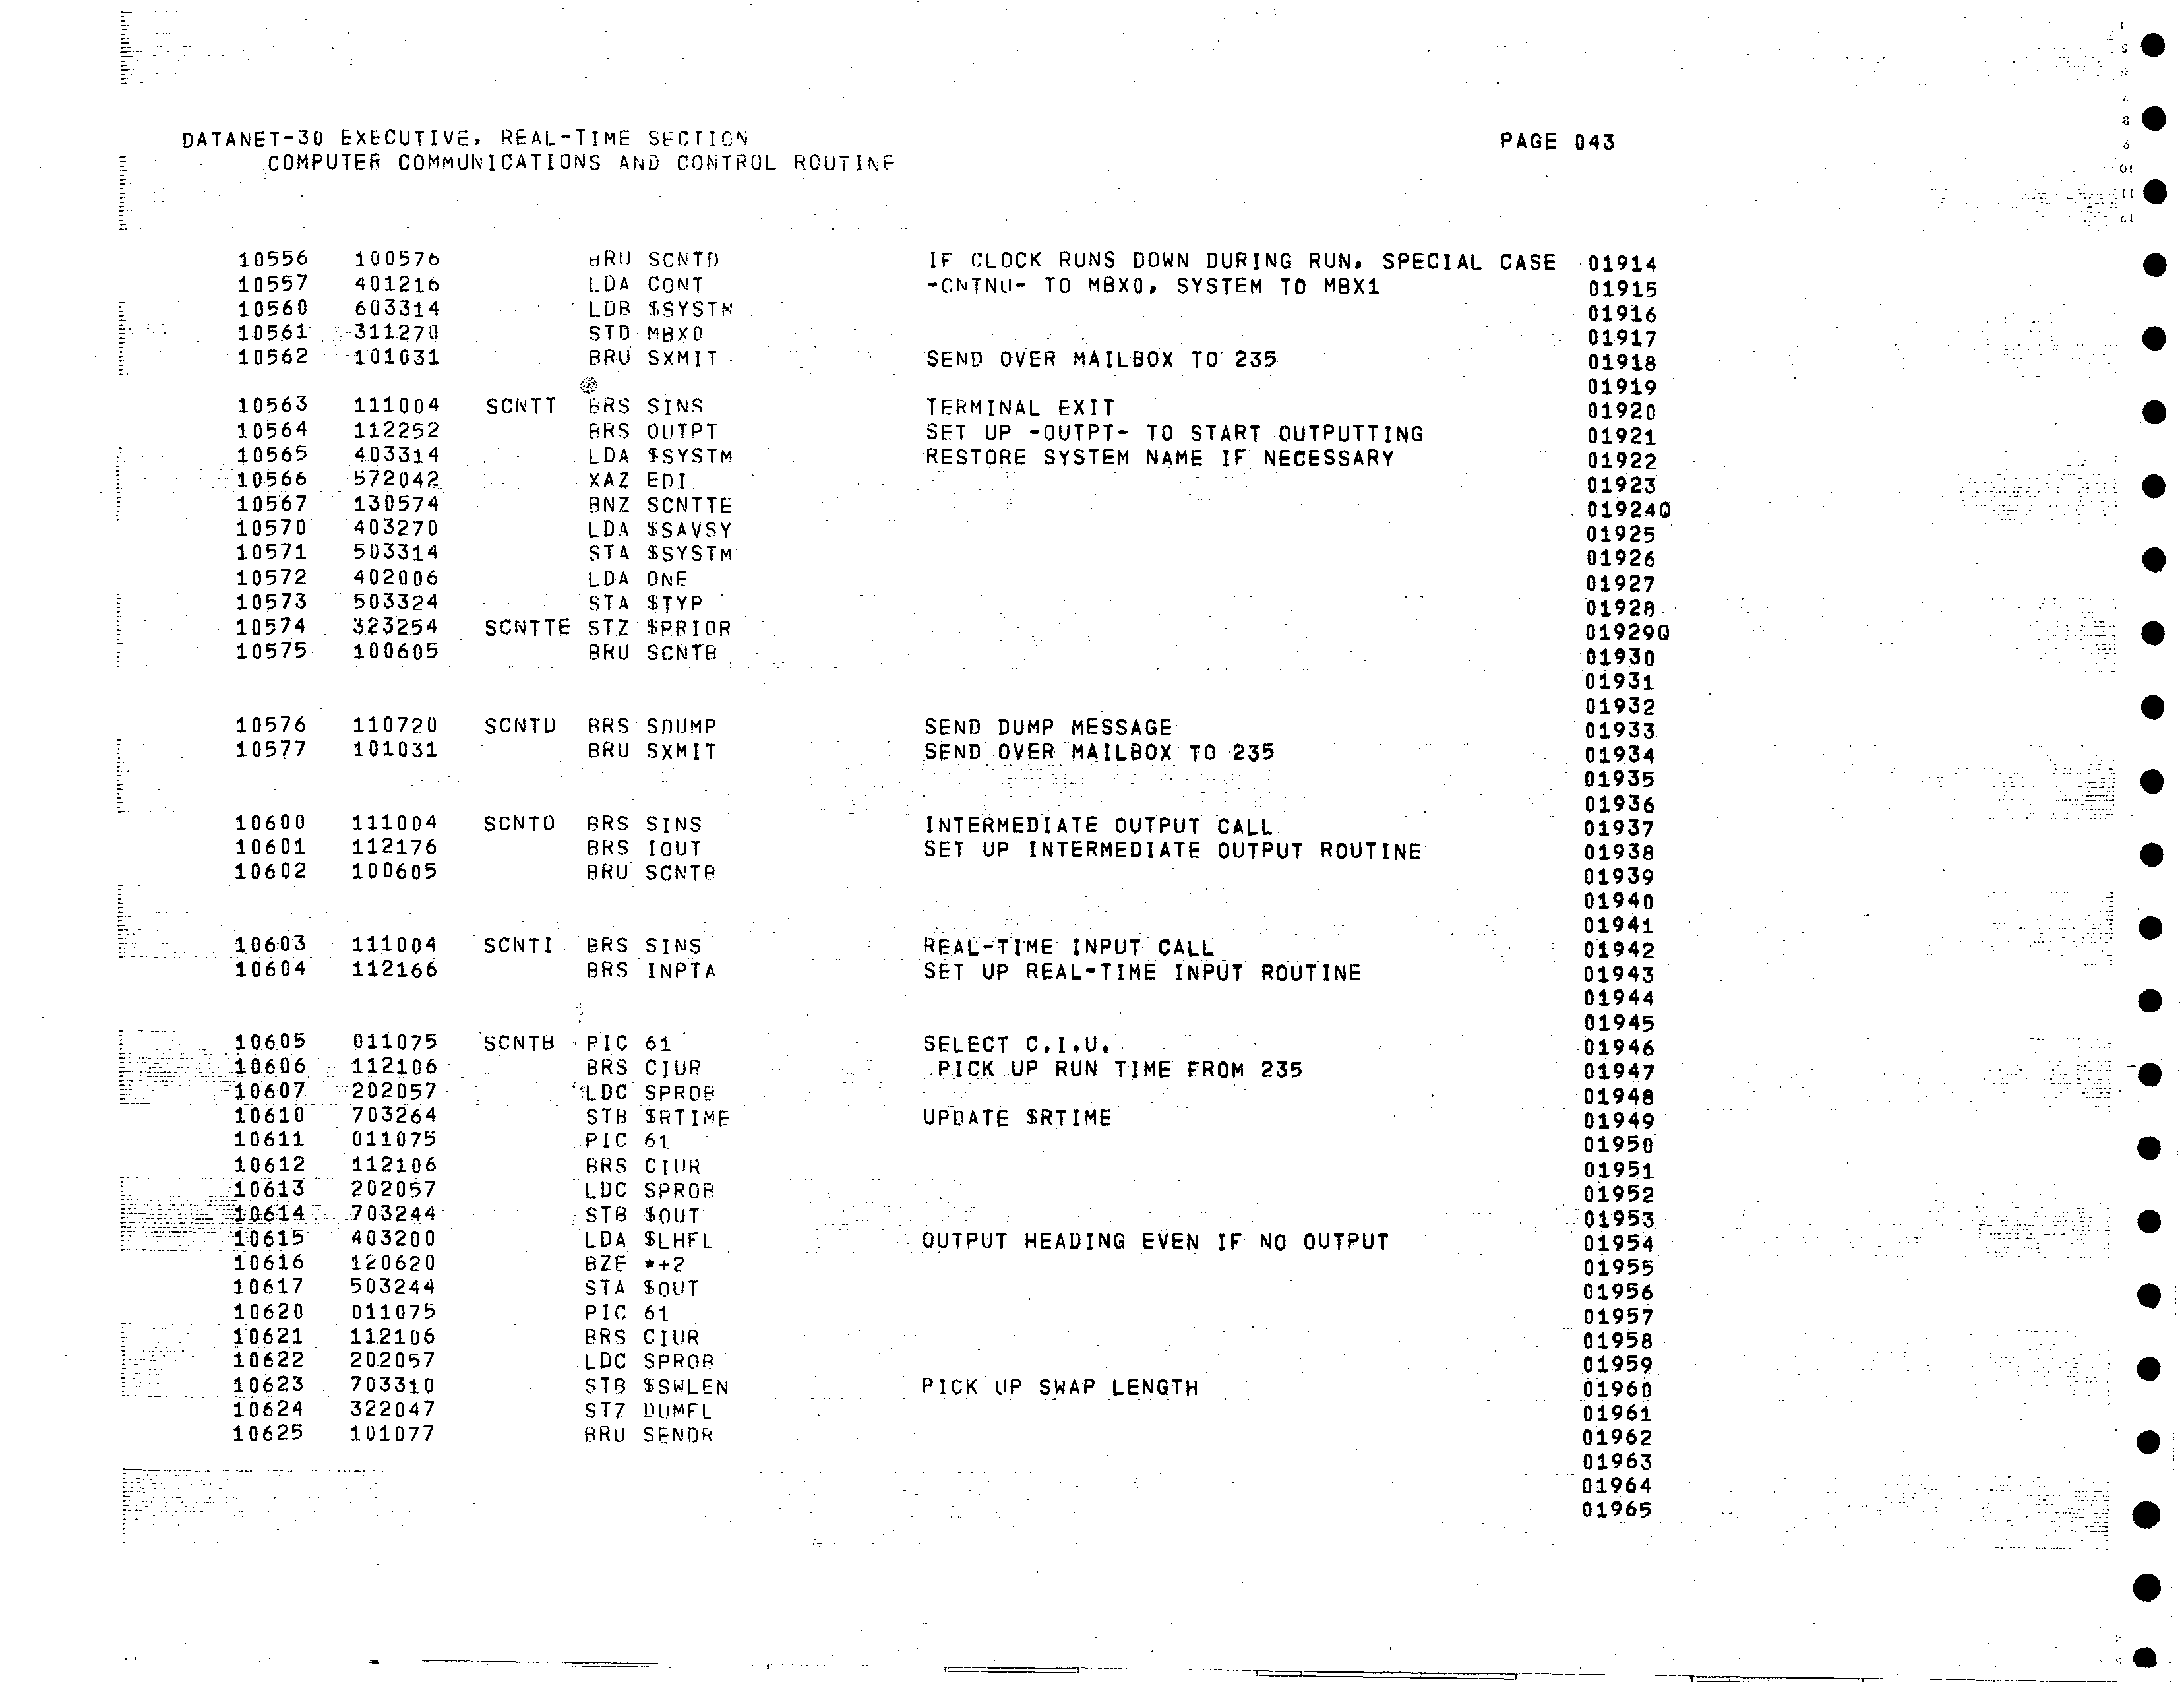 DATANET-30 EXECUTIVE, REAL-TIME SECTION PAGE 043
COMPUTER COMMUNICATIONS AND CONTROL ROUTINE
10556 100576 BRU SCNTD IF CLOCK RUNS DOWN DURING RUN, SPECIAL CASE 01914
10557 401216 LDA CONT -CNTNU- TO MBX0, SYSTEM TO MBX1 01915
10560 603314 LDB $SYSTM 01916
10561 311270 STD MBX0 01917
10562 101031 BRU SXMIT SEND OVER MAILBOX TO 235 01918
01919
10563 111004 SCNTT BRS SINS TERMINAL EXIT 01920
10564 112252 BRS OUTPT SET UP -OUTPT- TO START OUTPUTTING 01921
10565 403314 LDA $SYSTM RESTORE SYSTEM NAME IF NECESSARY 01922
10566 572042 XAZ EDI 01923
10567 130574 BNZ SCNTTE 01924Q
10570 403270 LDA $SAVSY 01925
10571 503314 STA $SYSTM 01926
10572 402006 LDA ONE 01927
10573 503324 STA $TYP 01928
10574 323254 SCNTTE STZ $PRIOR 01929Q
10575 100605 BRU SCNTB 01930
01931
01932
10576 110720 SCNTD BRS SDUMP SEND DUMP MESSAGE 01933
10577 101031 BRU SXMIT SEND OVER MAILBOX TO 235 01934
01935
01936
10600 111004 SCNTO BRS SINS INTERMEDIATE OUTPUT CALL 01937
10601 112176 BRS IOUT SET UP INTERMEDIATE OUTPUT ROUTINE 01938
10602 100605 BRU SCNTB 01939
01940
01941
10603 111004 SCNTI BRS SINS REAL-TIME INPUT CALL 01942
10604 112166 BRS INPTA SET UP REAL-TIME INPUT ROUTINE 01943
01944
01945
10605 011075 SCNTB PIC 61 SELECT C.I.U. 01946
10606 112106 BRS CIUR PICK UP RUN TIME FROM 235 01947
10607 202057 LDC SPROB 01948
10610 703264 STB $RTIME UPDATE $RTIME 01949
10611 011075 PIC 61 01950
10612 112106 BRS CIUR 01951
10613 202057 LDC SPROB 01952
10614 703244 STB $OUT 01953
10615 403200 LDA $LHFL OUTPUT HEADING EVEN IF NO OUTPUT 01954
10616 120620 BZE *+2 01955
10617 503244 STA $OUT 01956
10620 011075 PIC 61 01957
10621 112106 BRS CIUR 01958
10622 202057 LDC SPROB 01959
10623 703310 STB $SWLEN PICK UP SWAP LENGTH 01960
10624 322047 STZ DUMFL 01961
10625 101077 BRU SENDR 01962
01963
01964
01965